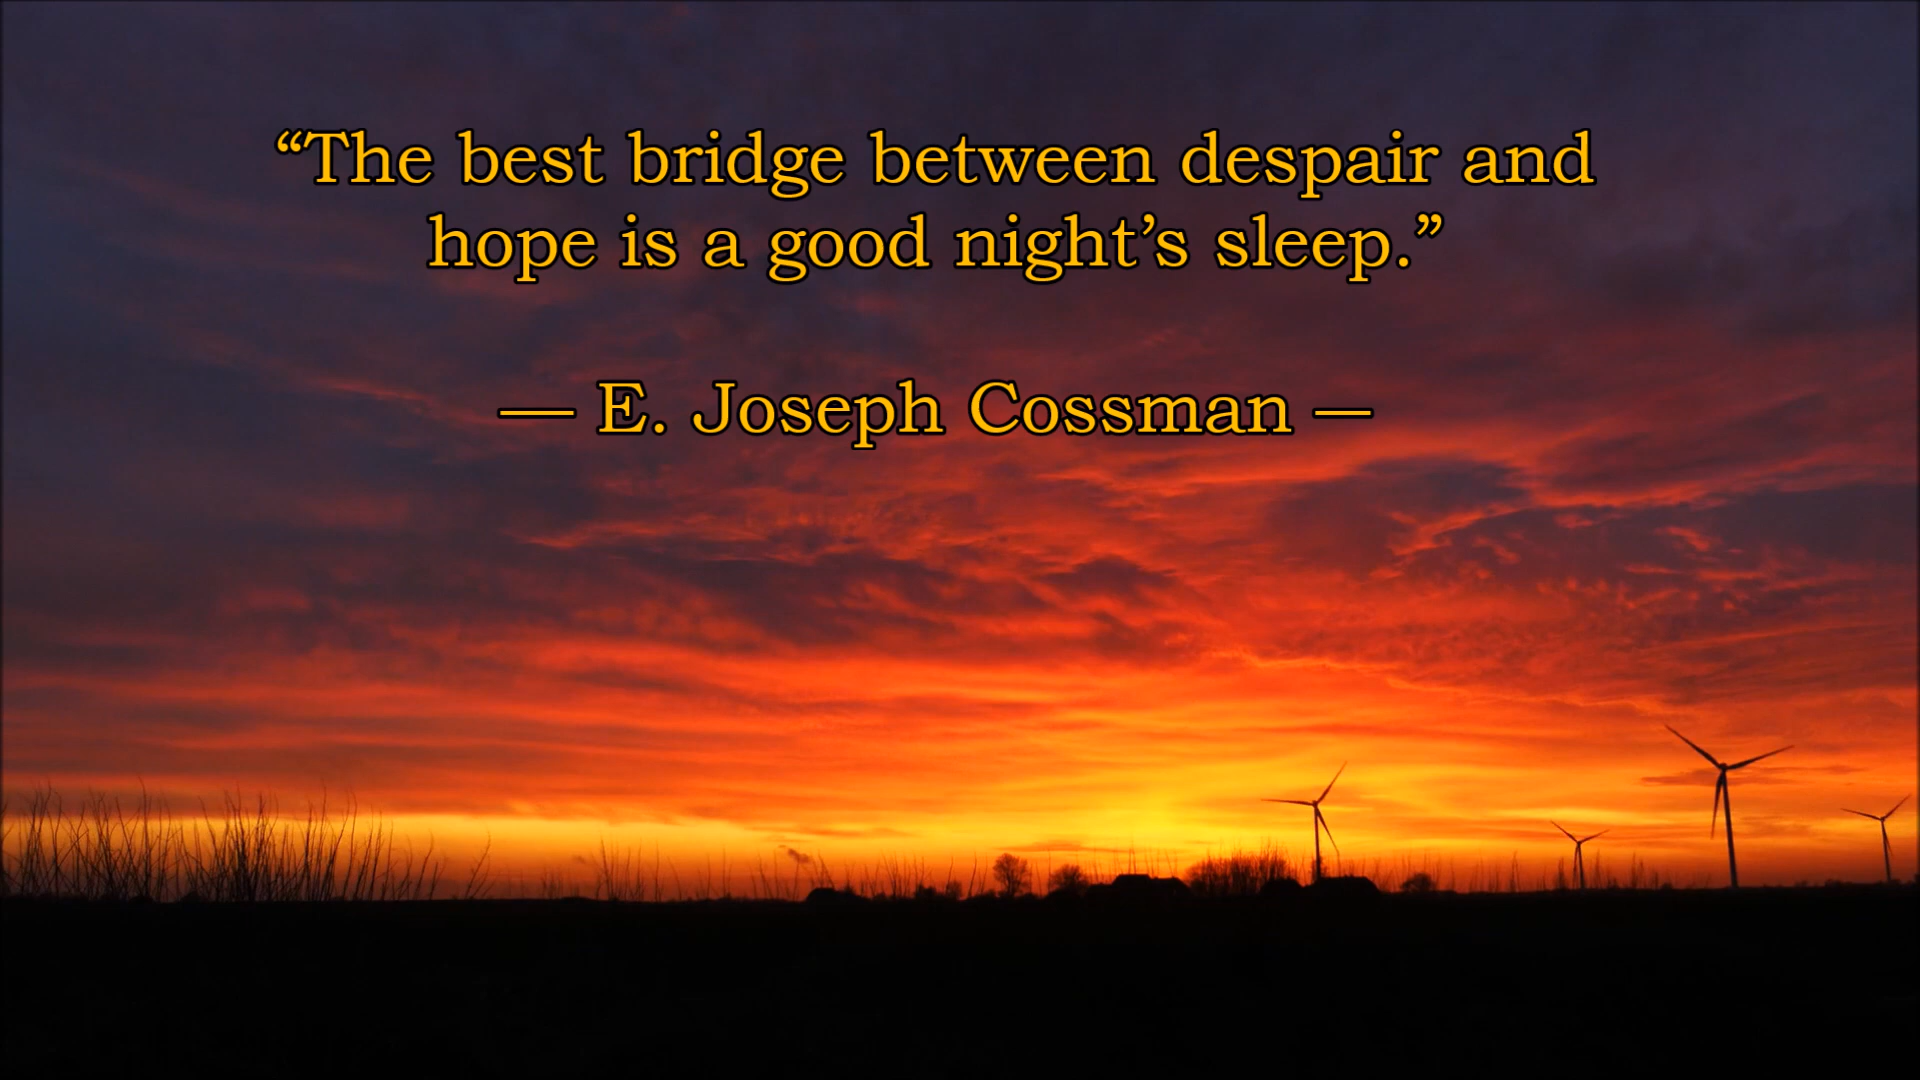 “The best bridge between despair and
hope is a good night’s sleep.”
— E. Joseph Cossman —